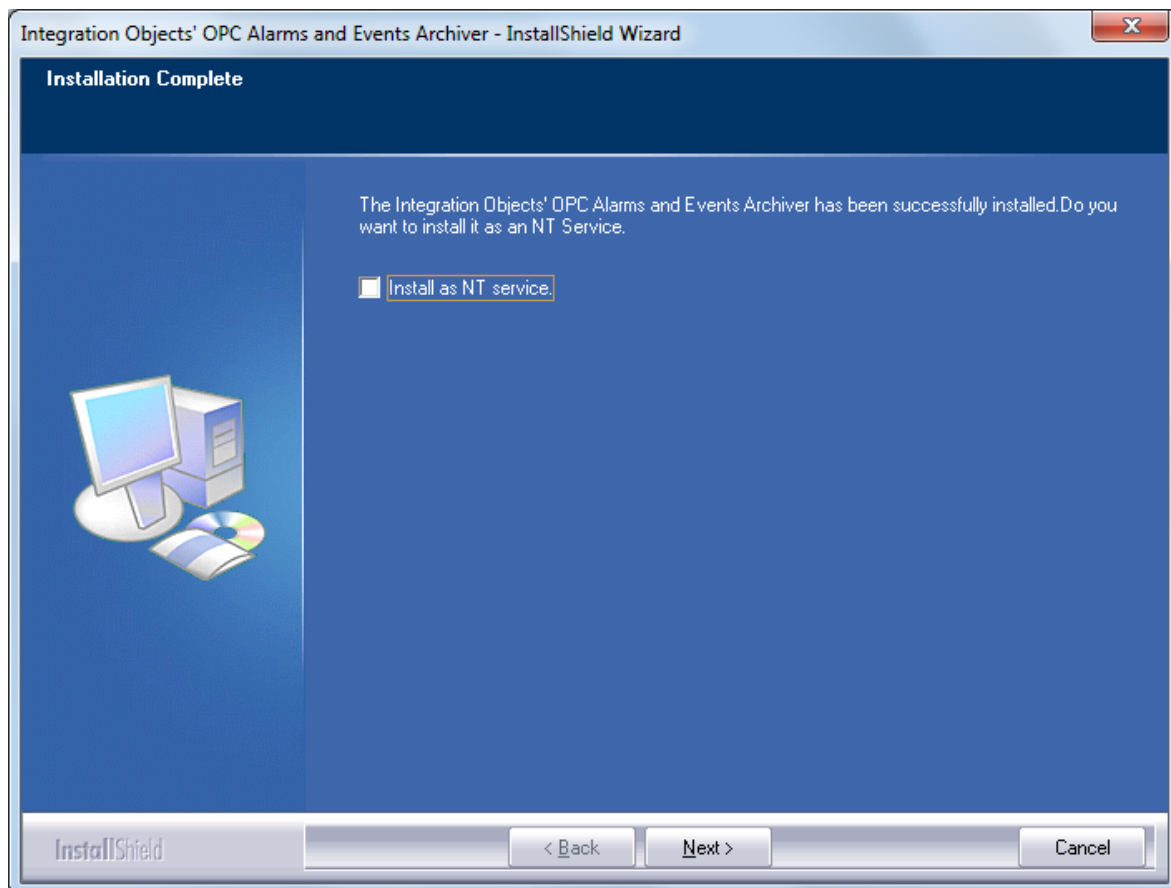 Integration Objects' OPC Alarms and Events Archiver - InstallShield Wizard
Installation Complete
The Integration Objects' OPC Alarms and Events Archiver has been successfully installed.Do you
want to install it as an NT Service.
Install as NT service.
InstallShield
< Back
Next >
Cancel